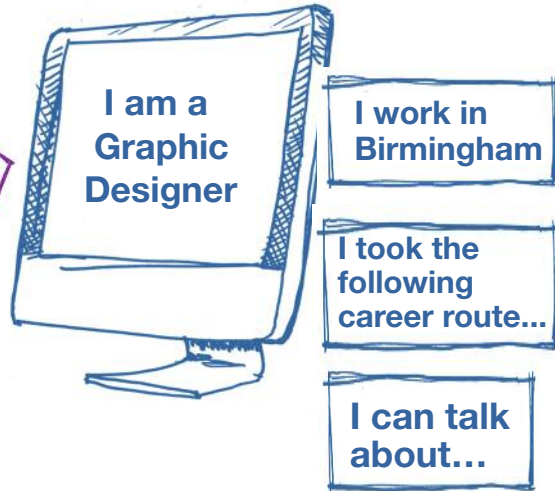 I am a
Graphic
Designer
I work in
Birmingham
I took the
following
career route...
I can talk
about...